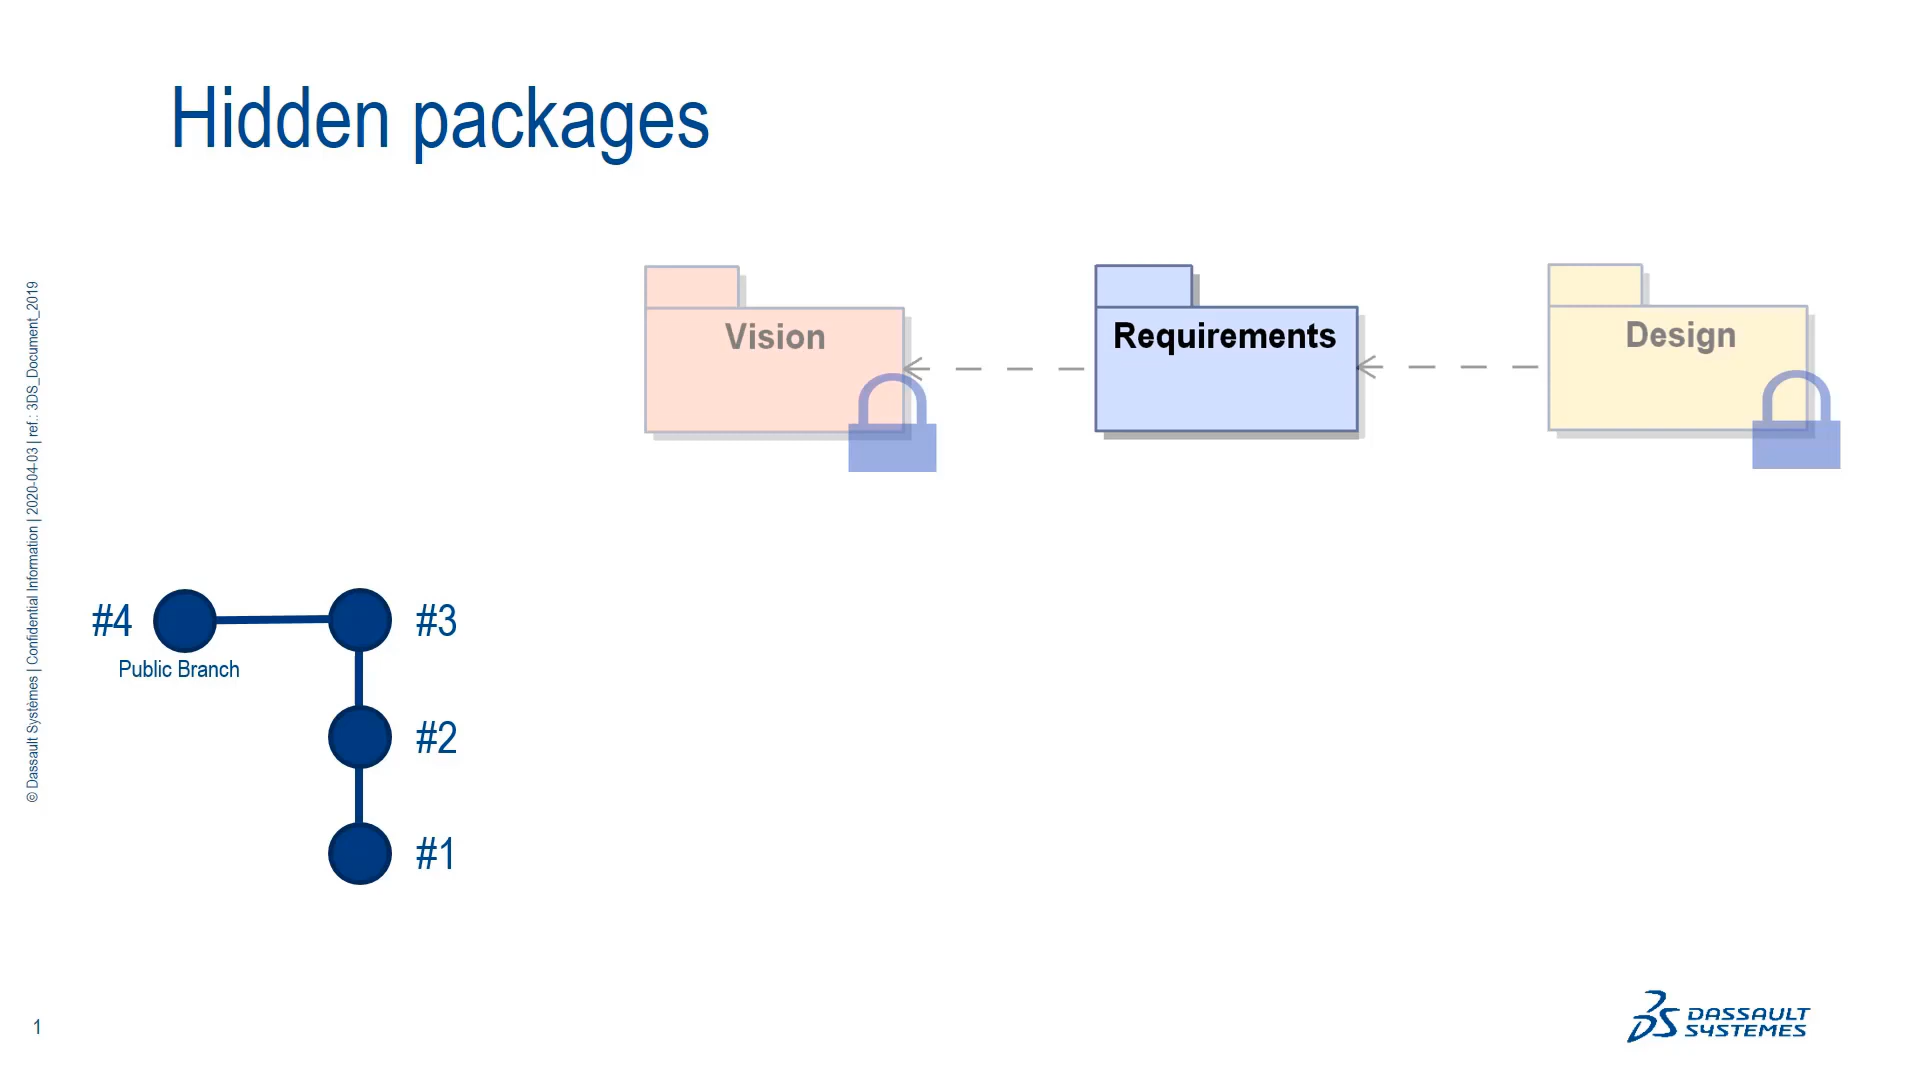 Hidden packages
Vision
Requirements
Design
© Dassault Systèmes | Confidential Information | 2020-04-03 | ref.: 3DS_Document_2019
#4
#3
Public Branch
#2
#1
1
DASSAULT
SYSTEMES